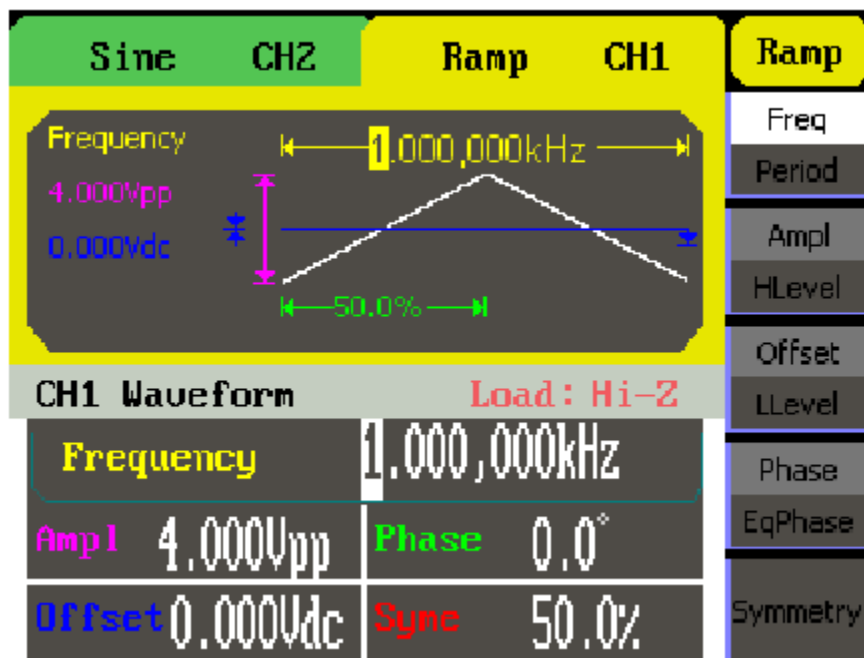 Sine CH2 Ramp CH1 Ramp
Frequency
1.000,000kHz
4.000Vpp
0.000Vdc
50.0%
Freq
Period
Ampl
HLevel
Offset
LLevel
Phase
EqPhase
Symmetry
CH1 Waveform Load: Hi-Z
Frequency 1.000,000kHz
Ampl 4.000Vpp Phase 0.0°
Offset 0.000Vdc Sync 50.0%